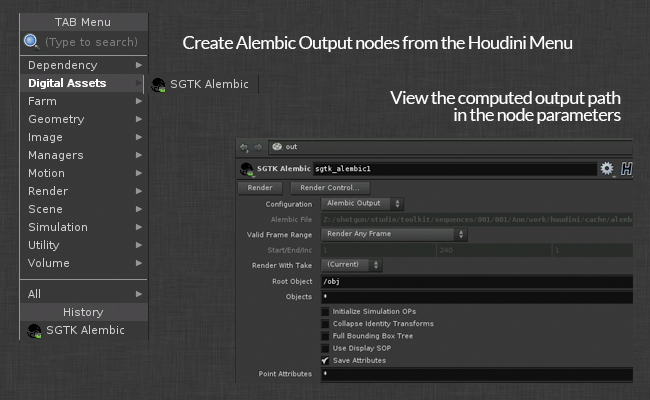 TAB Menu
(Type to search)
Dependency
Digital Assets
SGTK Alembic
Farm
Geometry
Image
Managers
Motion
Render
Scene
Simulation
Utility
Volume
All
History
SGTK Alembic
Create Alembic Output nodes from the Houdini Menu
View the computed output path
in the node parameters
out
SGTK Alembic sgtk_alembic1
Render Render Control...
Configuration Alembic Output
Alembic File Z:/shotgun/studio/toolkit/sequences/001/001/Anm/work/houdini/cache/alemb
Valid Frame Range Render Any Frame
Start/End/Inc 1 240 1
Render With Take (Current)
Root Object /obj
Objects *
Initialize Simulation OPs
Collapse Identity Transforms
Full Bounding Box Tree
Use Display SOP
Save Attributes
Point Attributes *